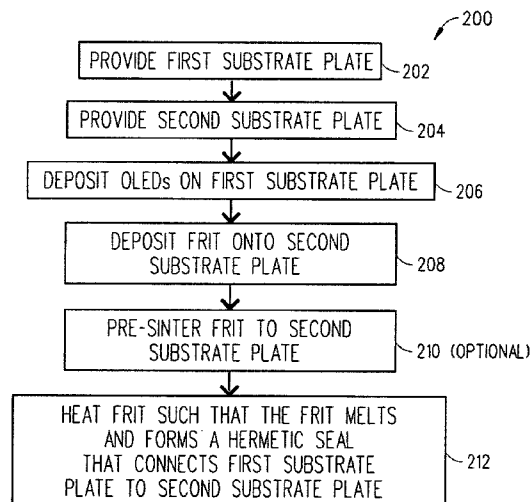 200
PROVIDE FIRST SUBSTRATE PLATE
202
PROVIDE SECOND SUBSTRATE PLATE
204
DEPOSIT OLEDs ON FIRST SUBSTRATE PLATE
206
DEPOSIT FRIT ONTO SECOND
SUBSTRATE PLATE
208
PRE-SINTER FRIT TO SECOND
SUBSTRATE PLATE
210 (OPTIONAL)
HEAT FRIT SUCH THAT THE FRIT MELTS
AND FORMS A HERMETIC SEAL
THAT CONNECTS FIRST SUBSTRATE
PLATE TO SECOND SUBSTRATE PLATE
212